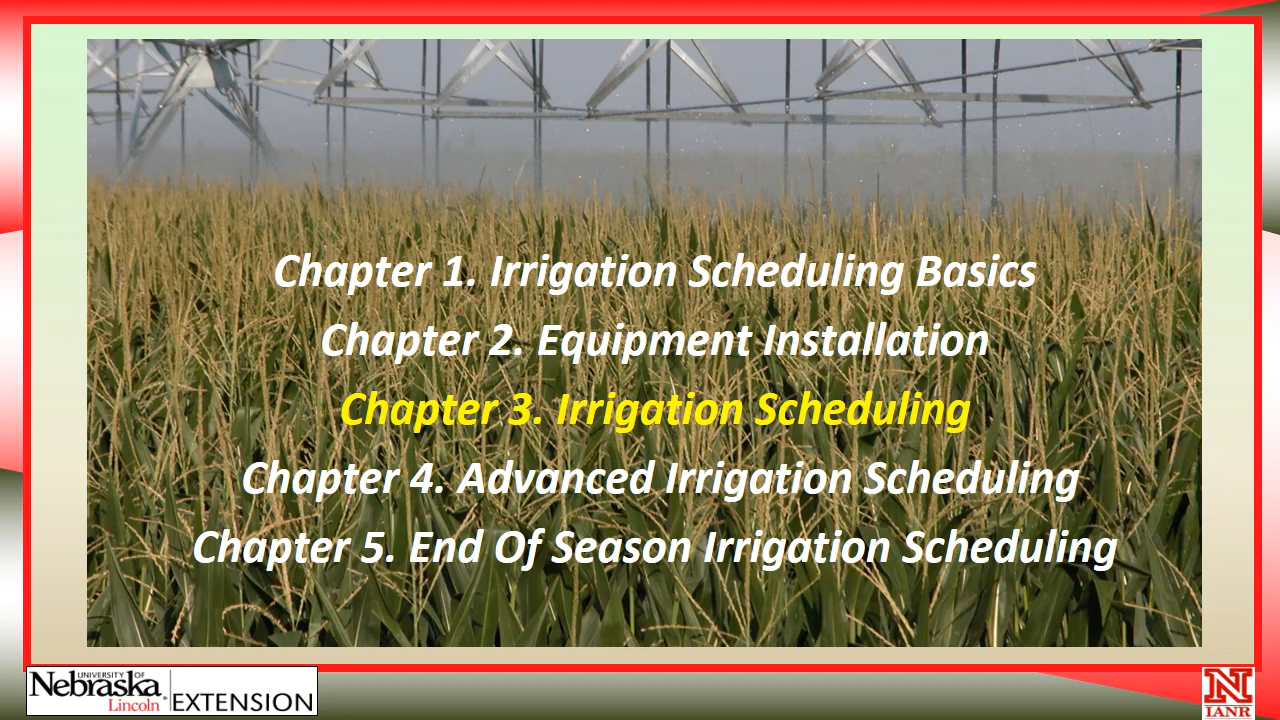 Chapter 1. Irrigation Scheduling Basics
Chapter 2. Equipment Installation
Chapter 3. Irrigation Scheduling
Chapter 4. Advanced Irrigation Scheduling
Chapter 5. End Of Season Irrigation Scheduling
UNIVERSITY OF
Nebraska
Lincoln
EXTENSION
N
IANR